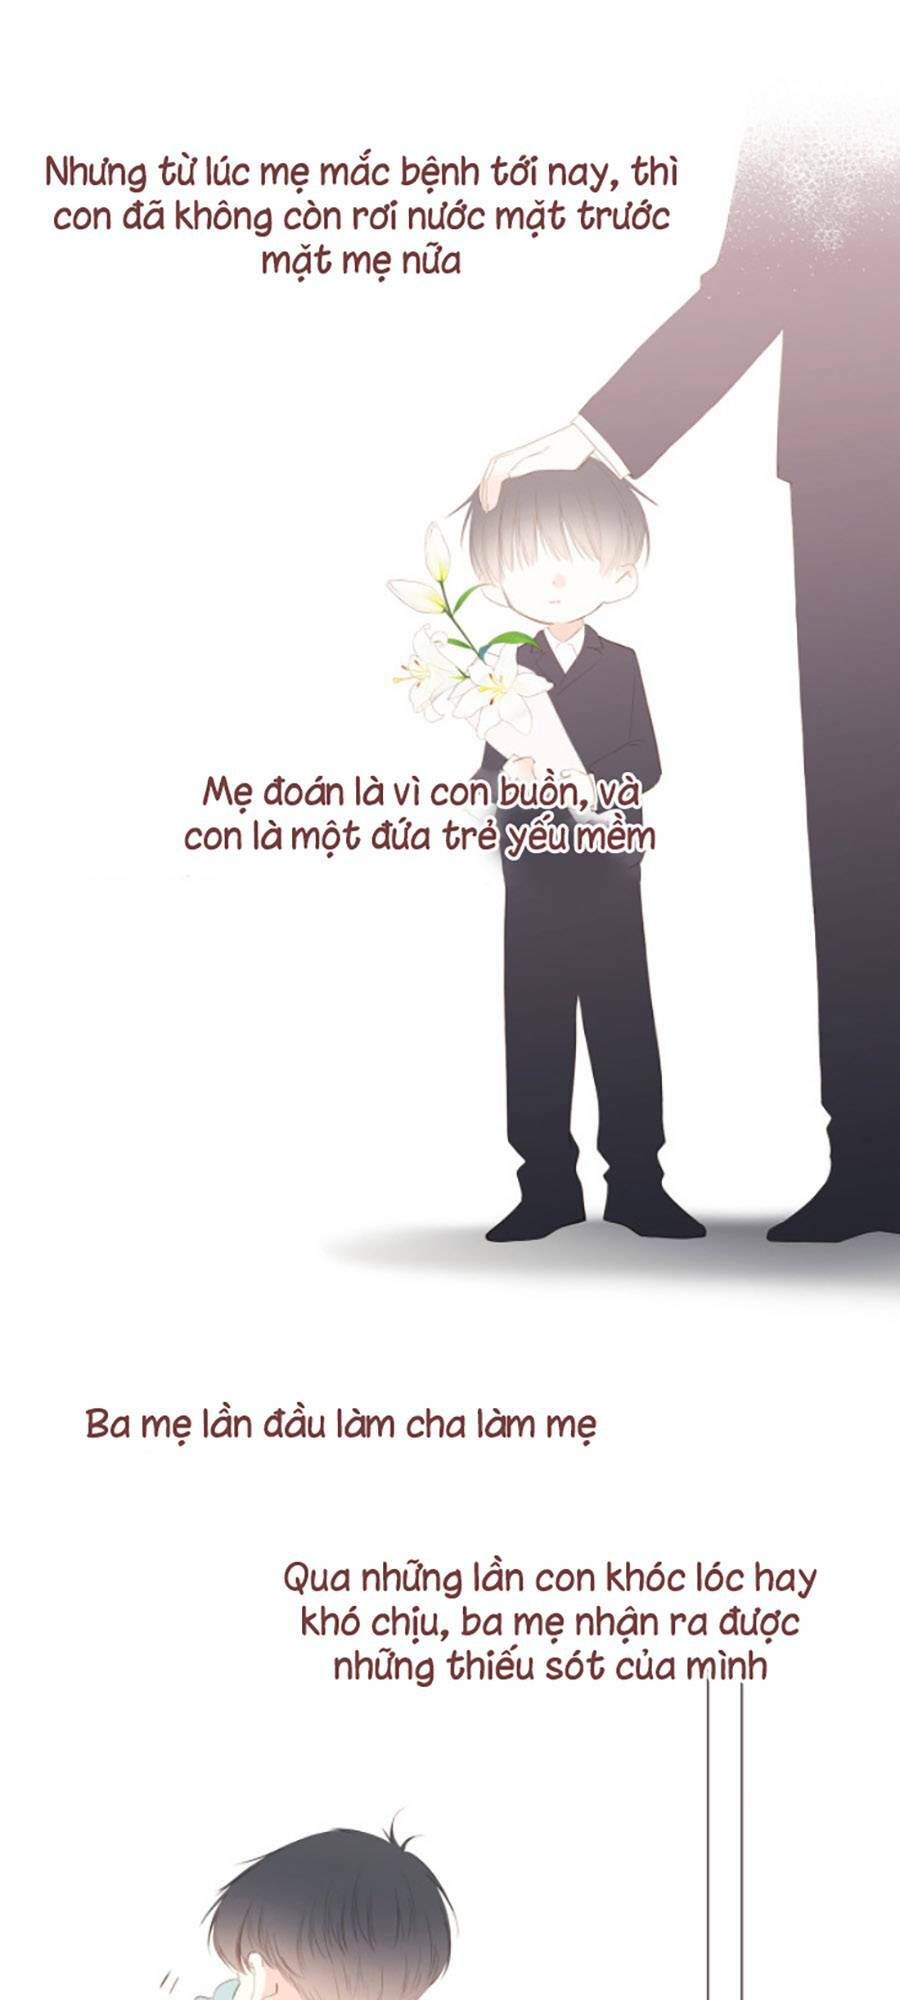 Nhưng từ lúc mẹ mắc bệnh tới nay, thì
con đã không còn rơi nước mặt trước
mặt mẹ nữa
Mẹ đoán là vì con buồn, và
con là một đứa trẻ yếu mềm
Ba mẹ lần đầu làm cha làm mẹ
Qua những lần con khóc lóc hay
khó chịu, ba mẹ nhận ra được
những thiếu sót của mình